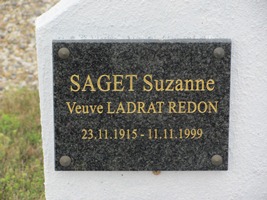 SAGET Suzanne
Veuve LADRAT REDON
23.11.1915 - 11.11.1999